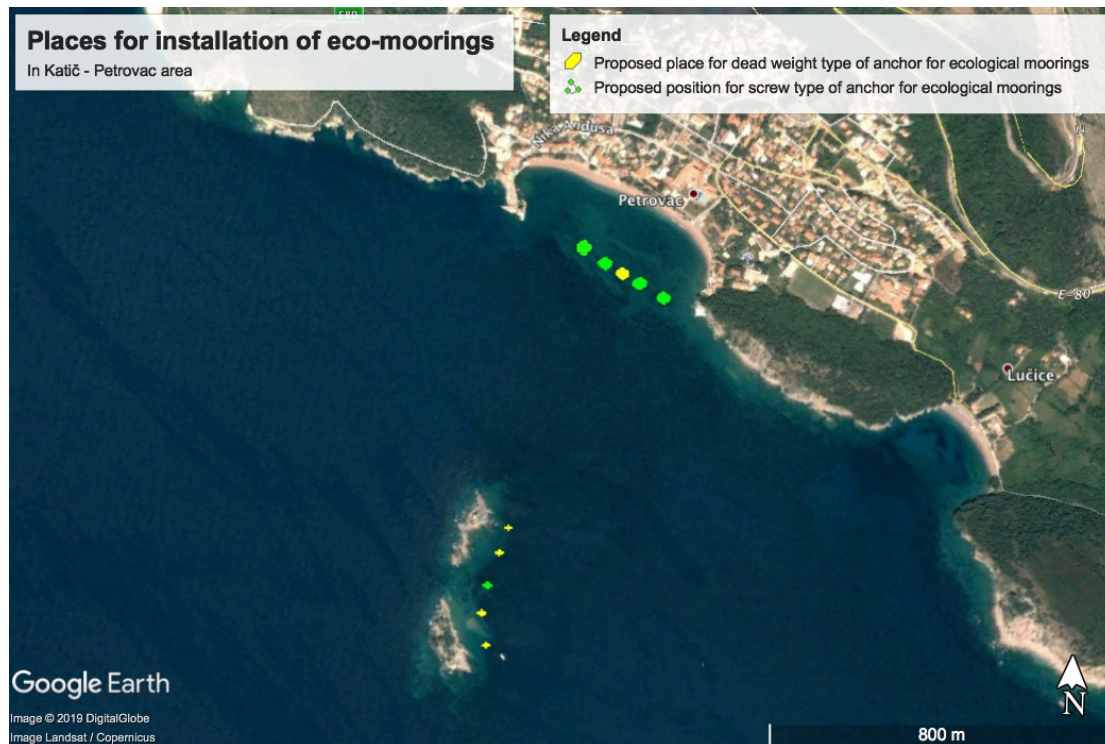 E80
Places for installation of eco-moorings
In Katič - Petrovac area
Legend
Proposed place for dead weight type of anchor for ecological moorings
Proposed position for screw type of anchor for ecological moorings
Nika Anđusa
Petrovac
E-80
Lučice
Google Earth
Image © 2019 DigitalGlobe
Image Landsat / Copernicus
N
800 m